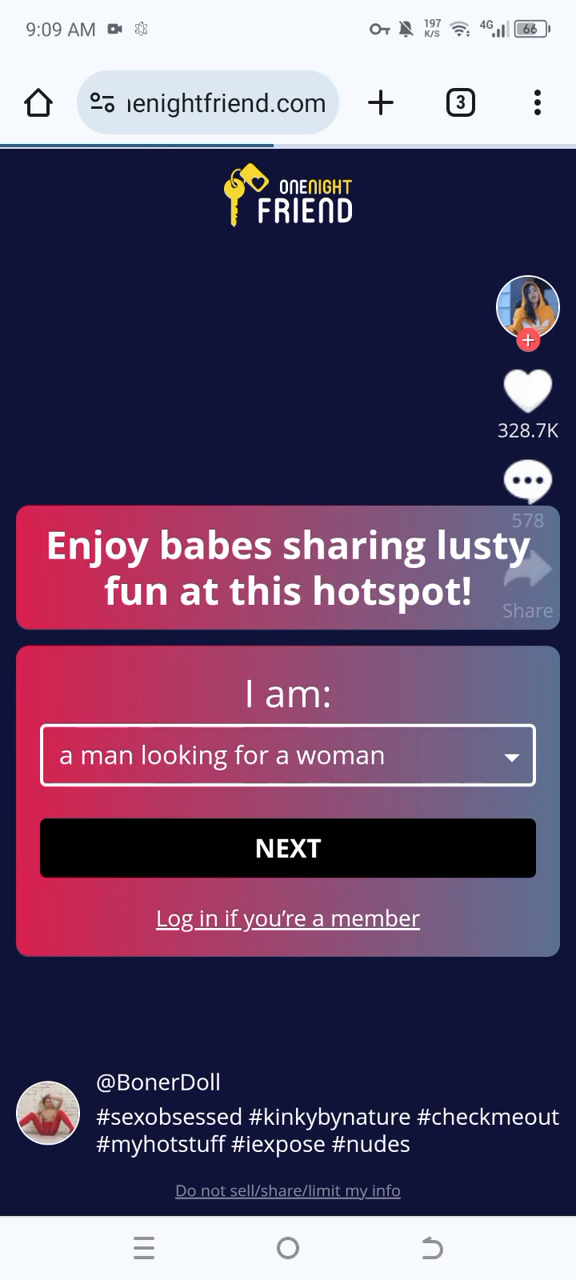 9:09 AM
197
K/S
4G
66
enightfriend.com
3
ONENIGHT
FRIEND
328.7K
578
Enjoy babes sharing lusty
fun at this hotspot!
Share
I am:
a man looking for a woman
NEXT
Log in if you're a member
@BonerDoll
#sexobsessed #kinkybynature #checkmeout
#myhotstuff #iexpose #nudes
Do not sell/share/limit my info